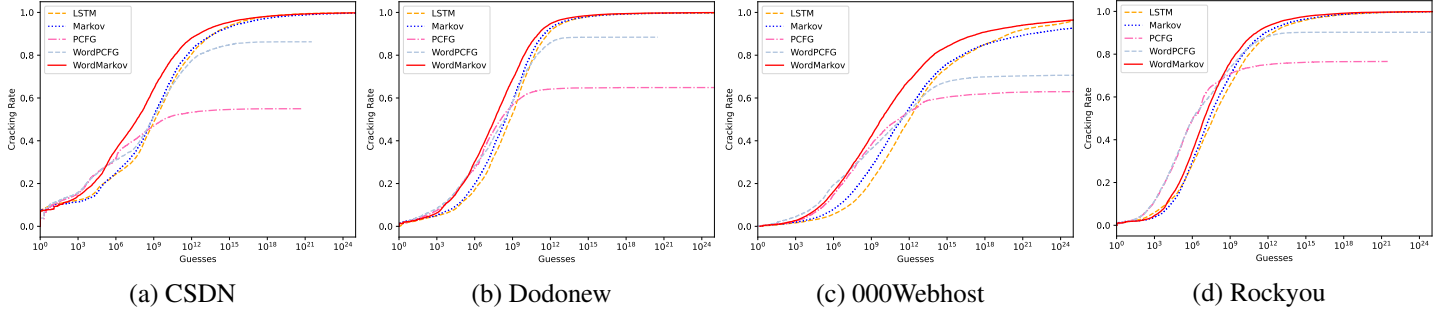 LSTM
Markov
PCFG
WordPCFG
WordMarkov
Cracking Rate
1.0
0.8
0.6
0.4
0.2
0.0
10^0 10^3 10^6 10^9 10^12 10^15 10^18 10^21 10^24
Guesses
(a) CSDN
LSTM
Markov
PCFG
WordPCFG
WordMarkov
Cracking Rate
1.0
0.8
0.6
0.4
0.2
0.0
10^0 10^3 10^6 10^9 10^12 10^15 10^18 10^21 10^24
Guesses
(b) Dodonew
LSTM
Markov
PCFG
WordPCFG
WordMarkov
Cracking Rate
1.0
0.8
0.6
0.4
0.2
0.0
10^0 10^3 10^6 10^9 10^12 10^15 10^18 10^21 10^24
Guesses
(c) 000Webhost
LSTM
Markov
PCFG
WordPCFG
WordMarkov
Cracking Rate
1.0
0.8
0.6
0.4
0.2
0.0
10^0 10^3 10^6 10^9 10^12 10^15 10^18 10^21 10^24
Guesses
(d) Rockyou